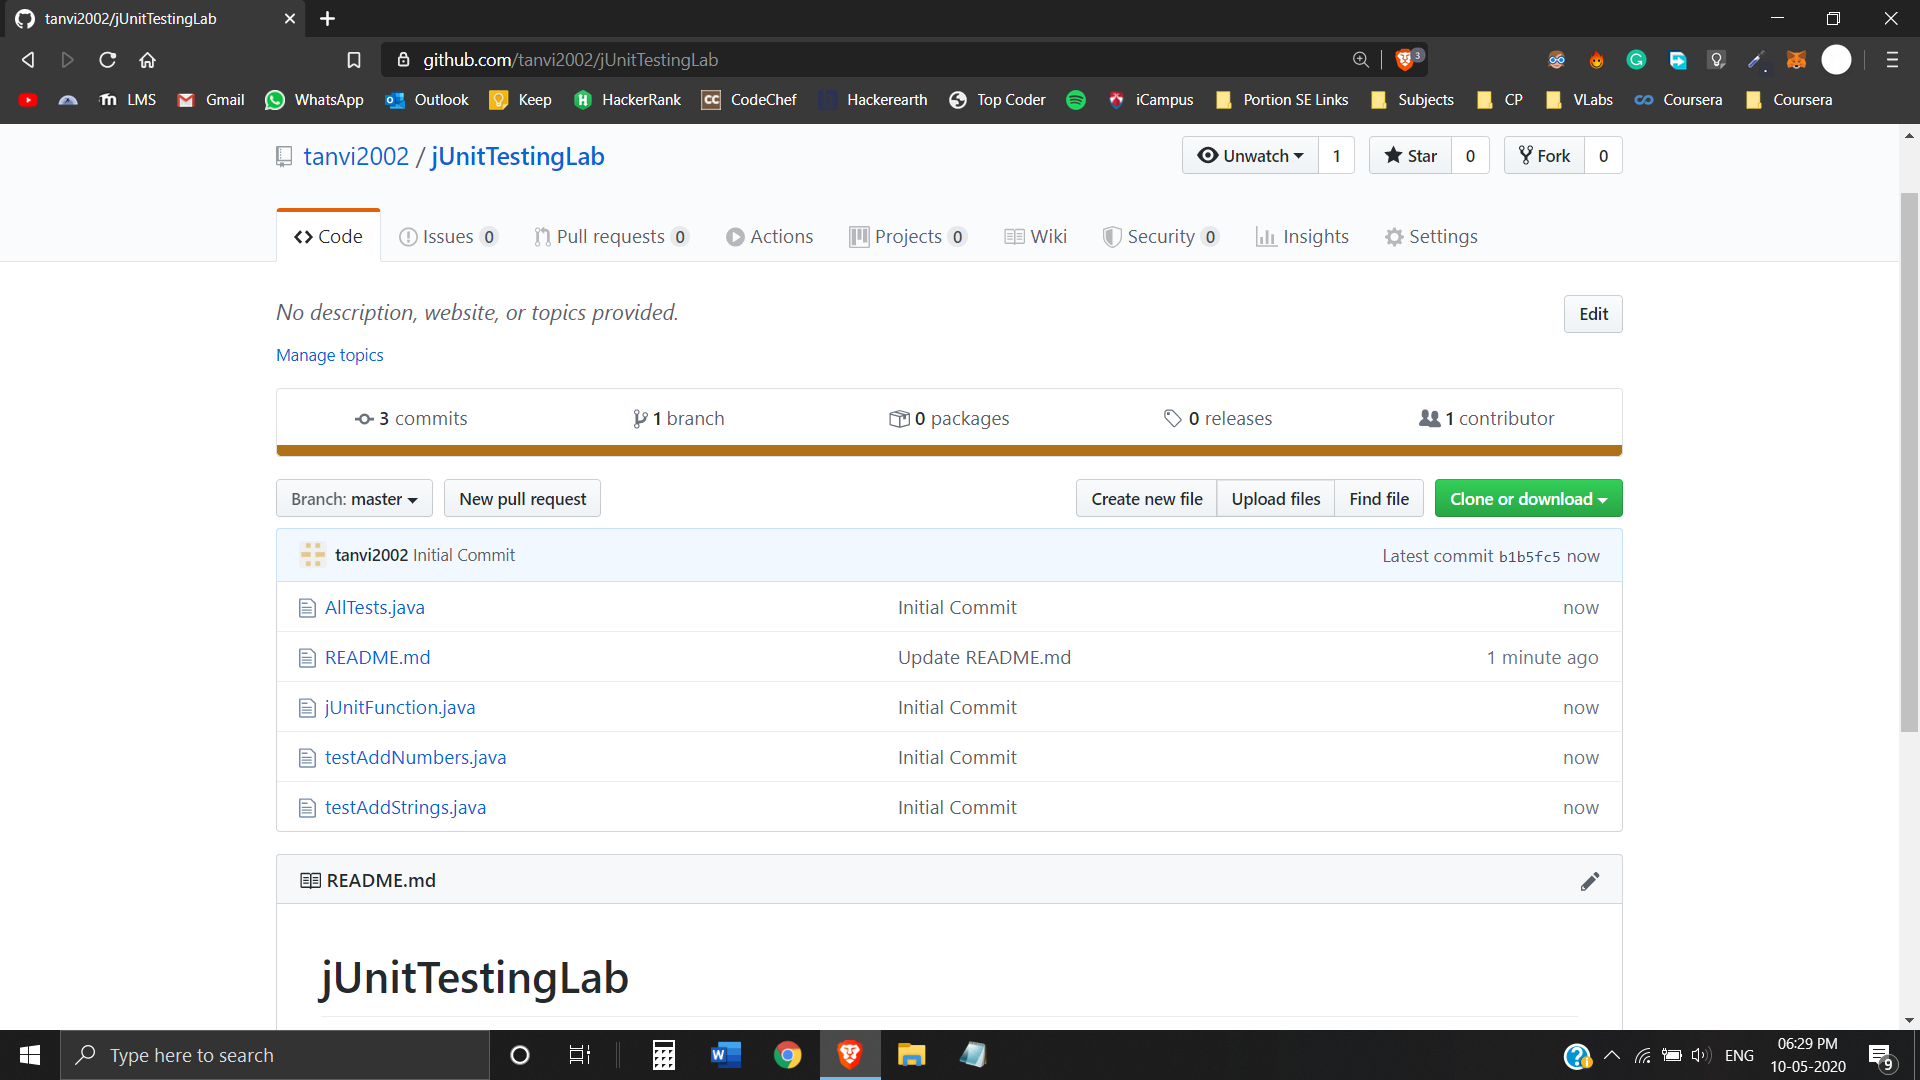 tanvi2002/jUnitTestingLab
github.com/tanvi2002/jUnitTestingLab
3
LMS Gmail WhatsApp Outlook Keep HackerRank CC CodeChef Hackerearth Top Coder iCampus Portion SE Links Subjects CP VLabs Coursera Coursera
tanvi2002 / jUnitTestingLab
Unwatch 1 Star 0 Fork 0
Code Issues 0 Pull requests 0 Actions Projects 0 Wiki Security 0 Insights Settings
No description, website, or topics provided.
Edit
Manage topics
3 commits 1 branch 0 packages 0 releases 1 contributor
Branch: master New pull request Create new file Upload files Find file Clone or download
tanvi2002 Initial Commit Latest commit b1b5fc5 now
AllTests.java Initial Commit now
README.md Update README.md 1 minute ago
jUnitFunction.java Initial Commit now
testAddNumbers.java Initial Commit now
testAddStrings.java Initial Commit now
README.md
jUnitTestingLab
Type here to search
ENG
06:29 PM
10-05-2020
9